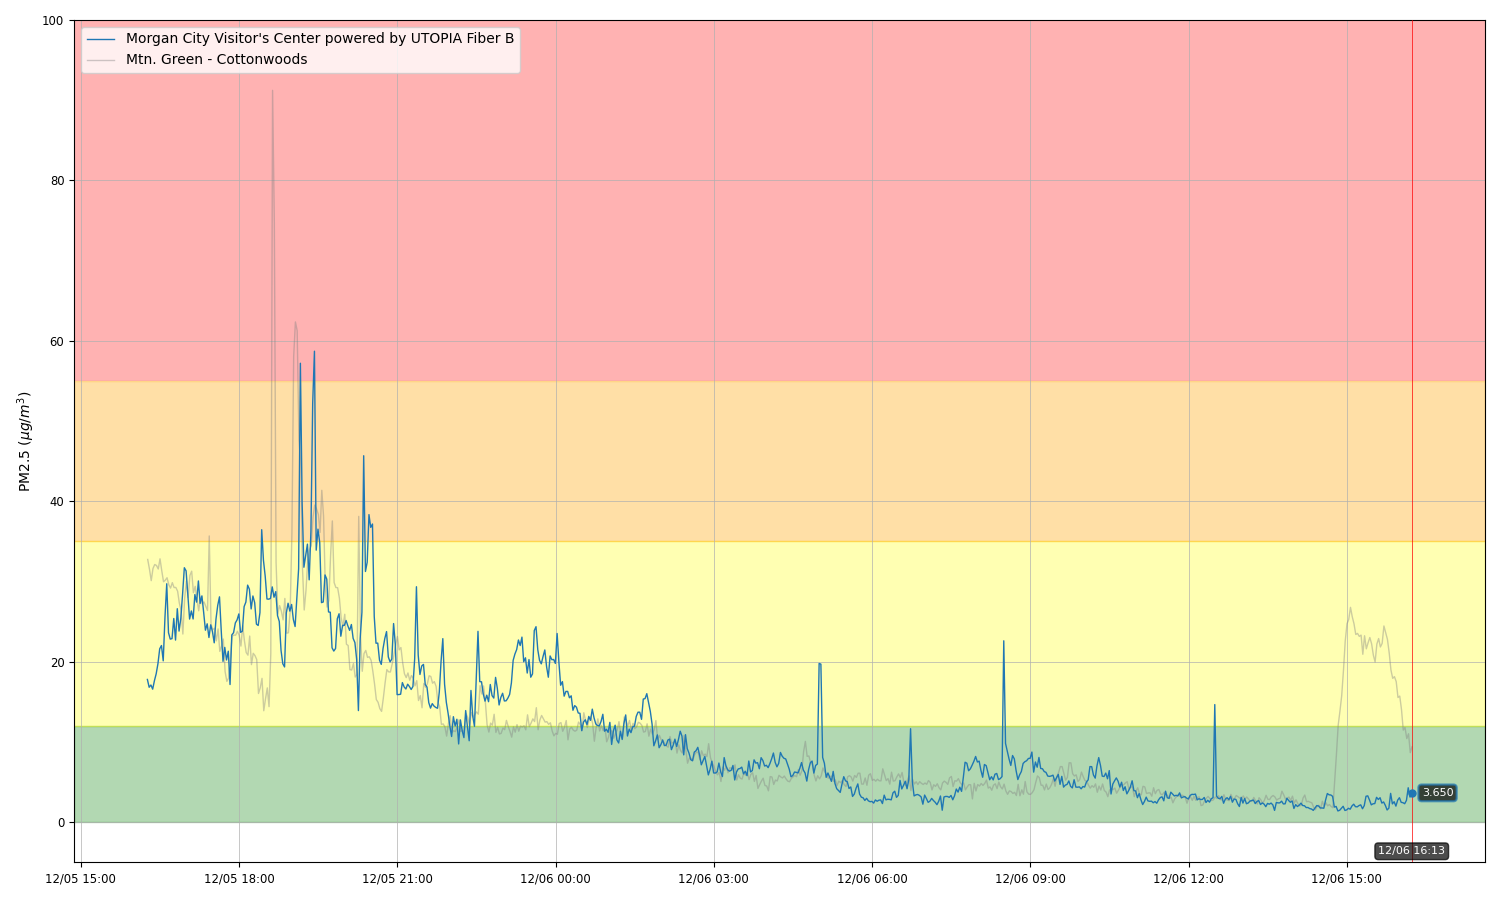 100
Morgan City Visitor's Center powered by UTOPIA Fiber B
Mtn. Green - Cottonwoods
80
60
40
20
0
PM2.5 (μg/m³)
3.650
12/06 16:13
12/05 15:00 12/05 18:00 12/05 21:00 12/06 00:00 12/06 03:00 12/06 06:00 12/06 09:00 12/06 12:00 12/06 15:00